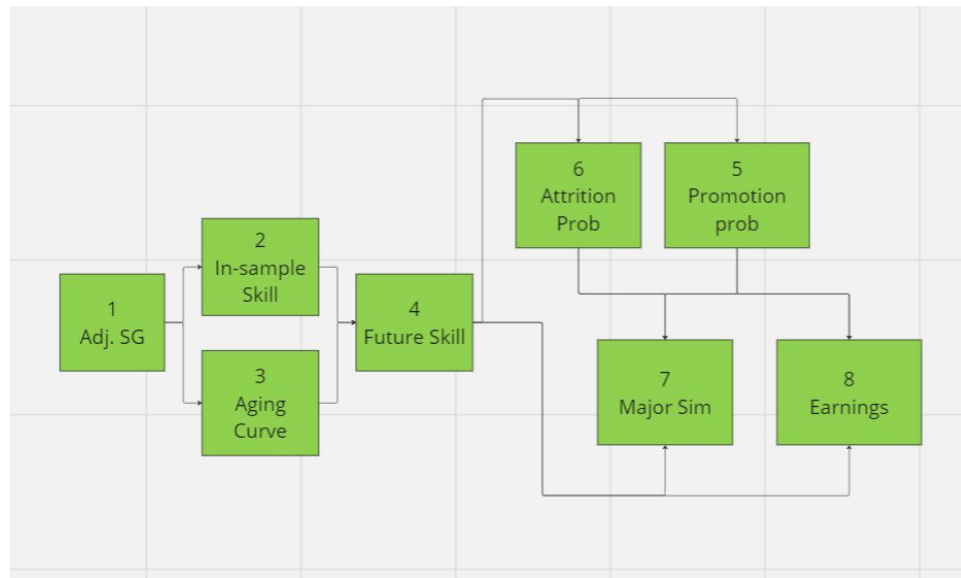 1
Adj. SG
2
In-sample
Skill
3
Aging
Curve
4
Future Skill
6
Attrition
Prob
5
Promotion
prob
7
Major Sim
8
Earnings